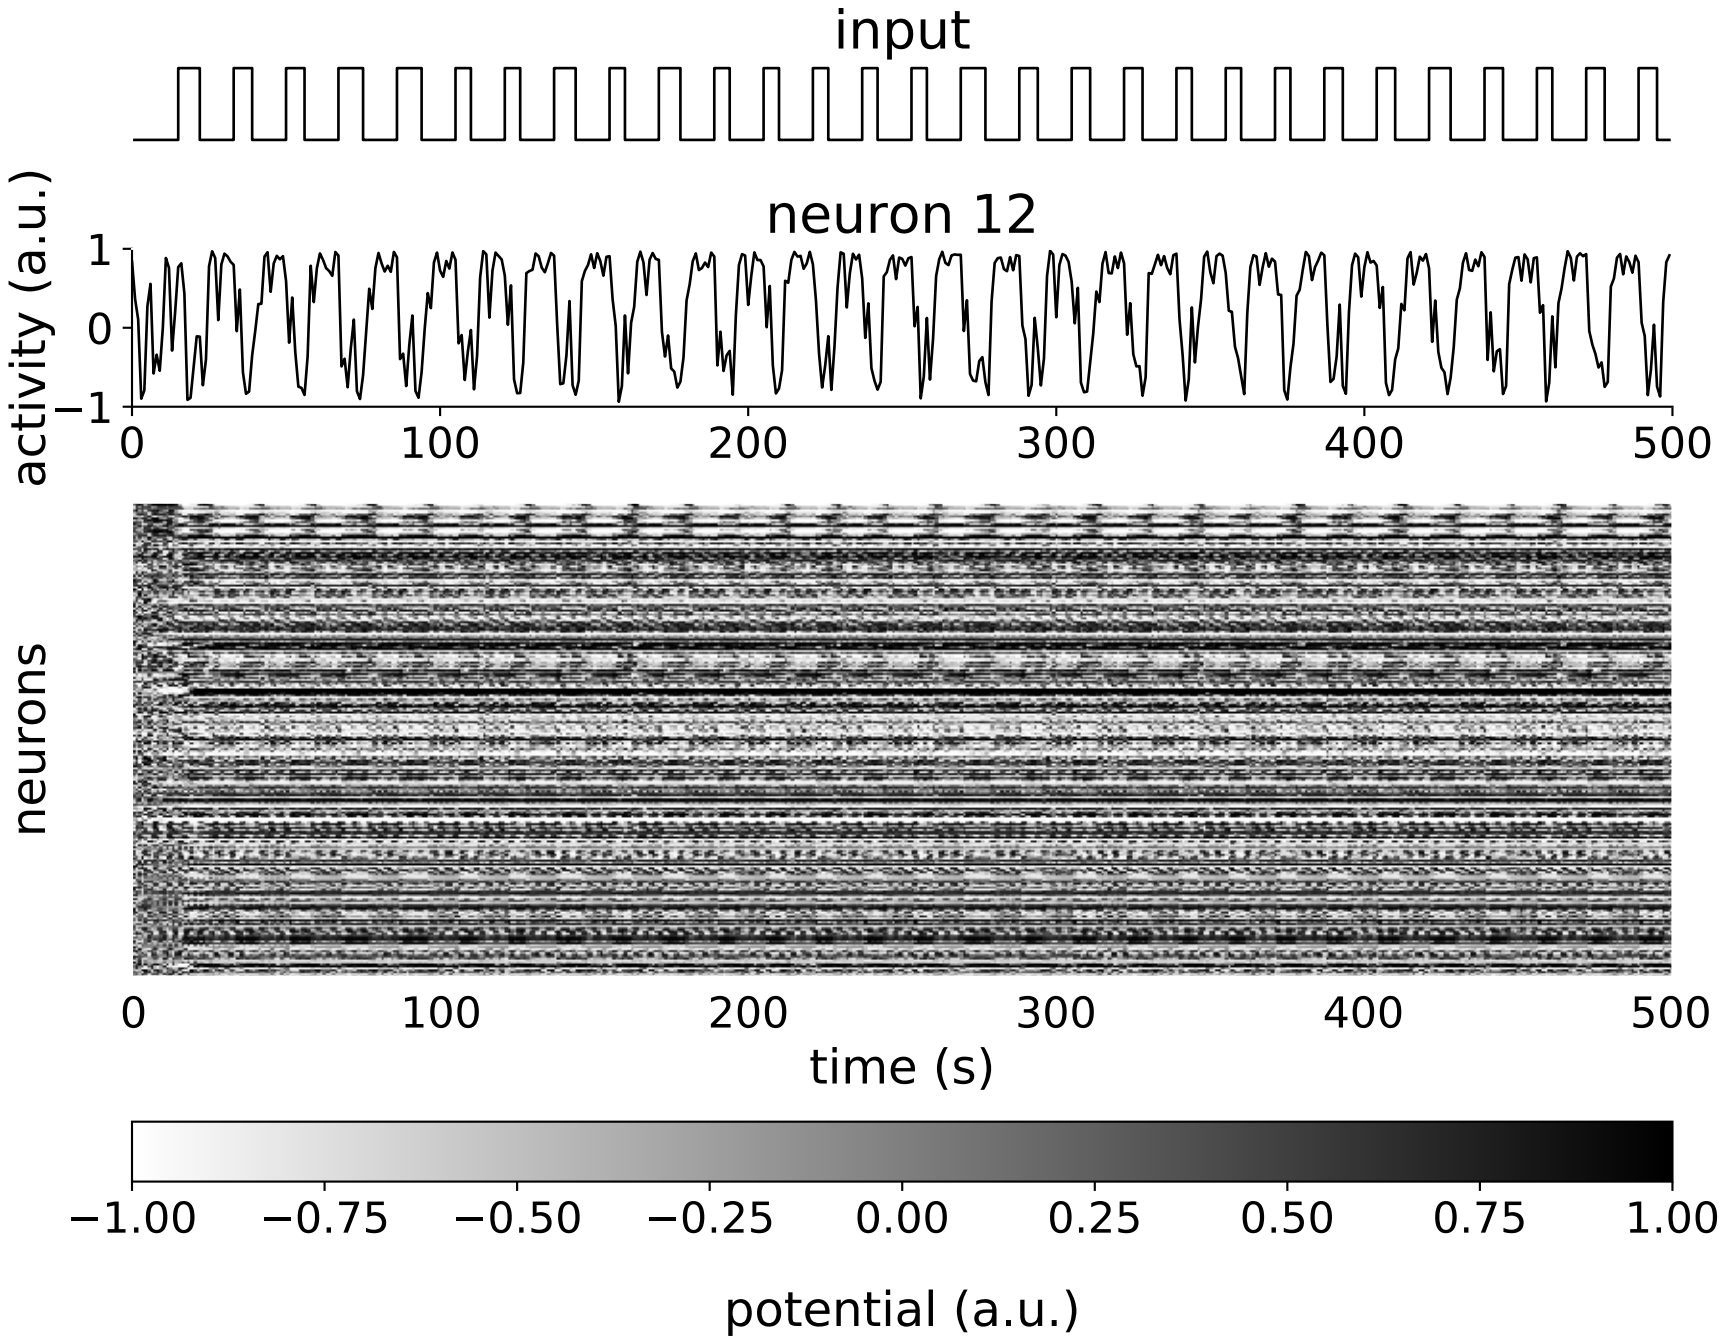 input
neuron 12
activity (a.u.)
1
0
−1
0 100 200 300 400 500
neurons
0 100 200 300 400 500
time (s)
−1.00 −0.75 −0.50 −0.25 0.00 0.25 0.50 0.75 1.00
potential (a.u.)